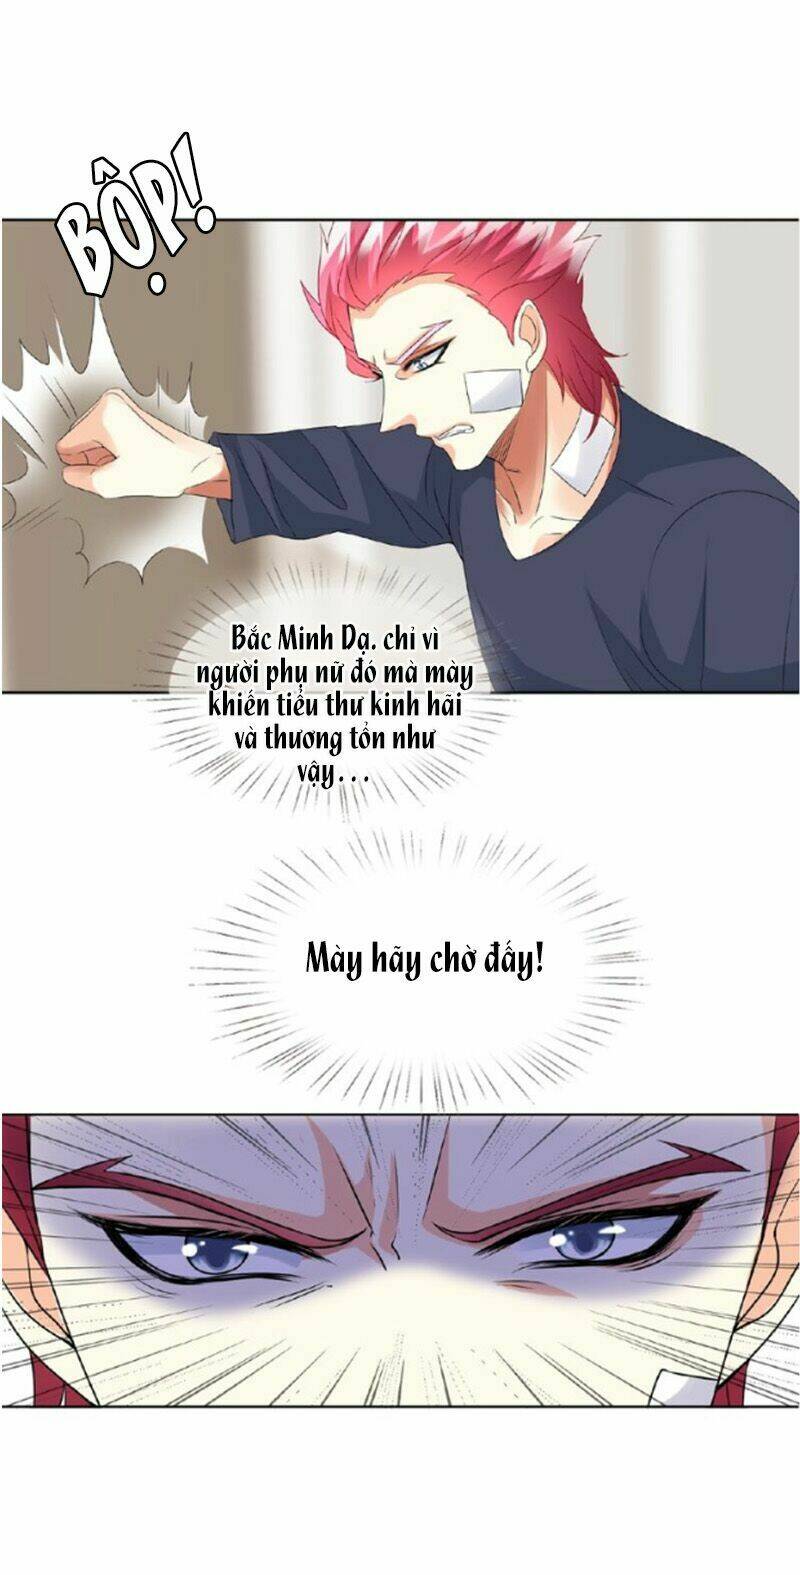 BỘP!
Bắc Minh Dạ. chỉ vì
người phụ nữ đó mà mày
khiến tiểu thư kinh hãi
và thương tổn như
vậy...
Mày hãy chờ đấy!